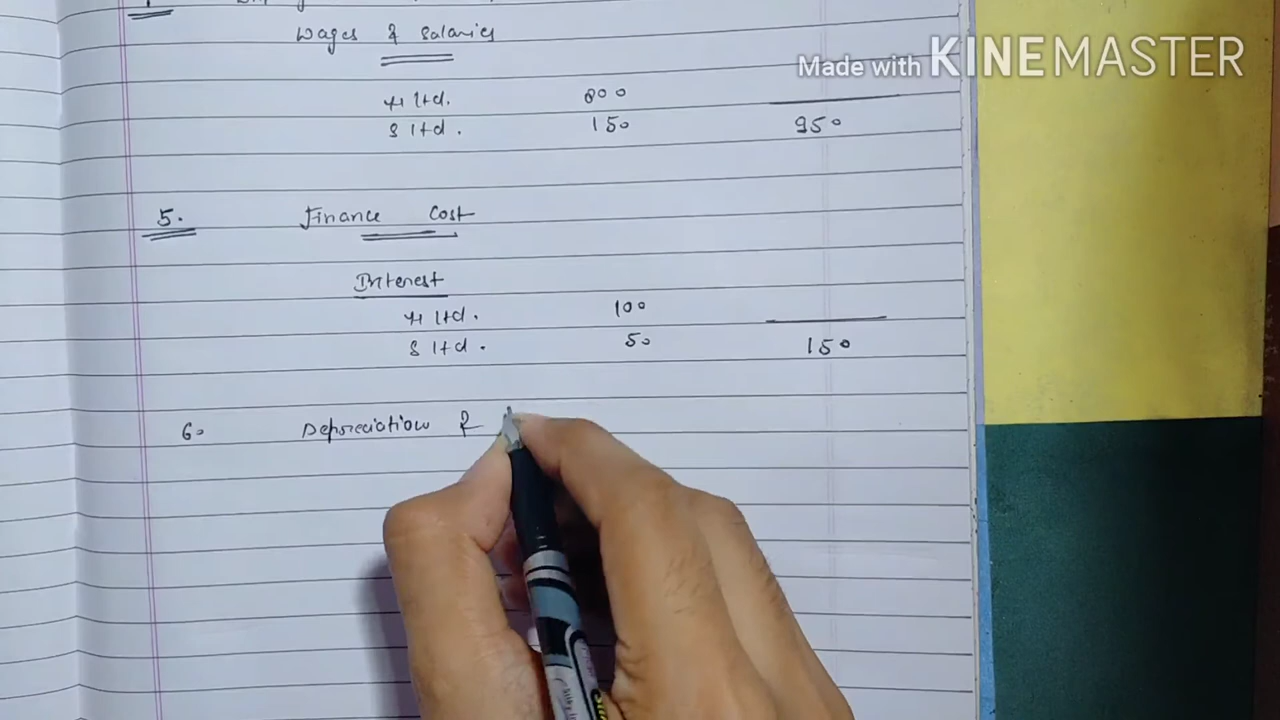 Wages & Salaries
Made with KINEMASTER
H ltd. 800
S ltd. 150 950
5. Finance Cost
Interest
H ltd. 100
S ltd. 50 150
6. Depreciation &